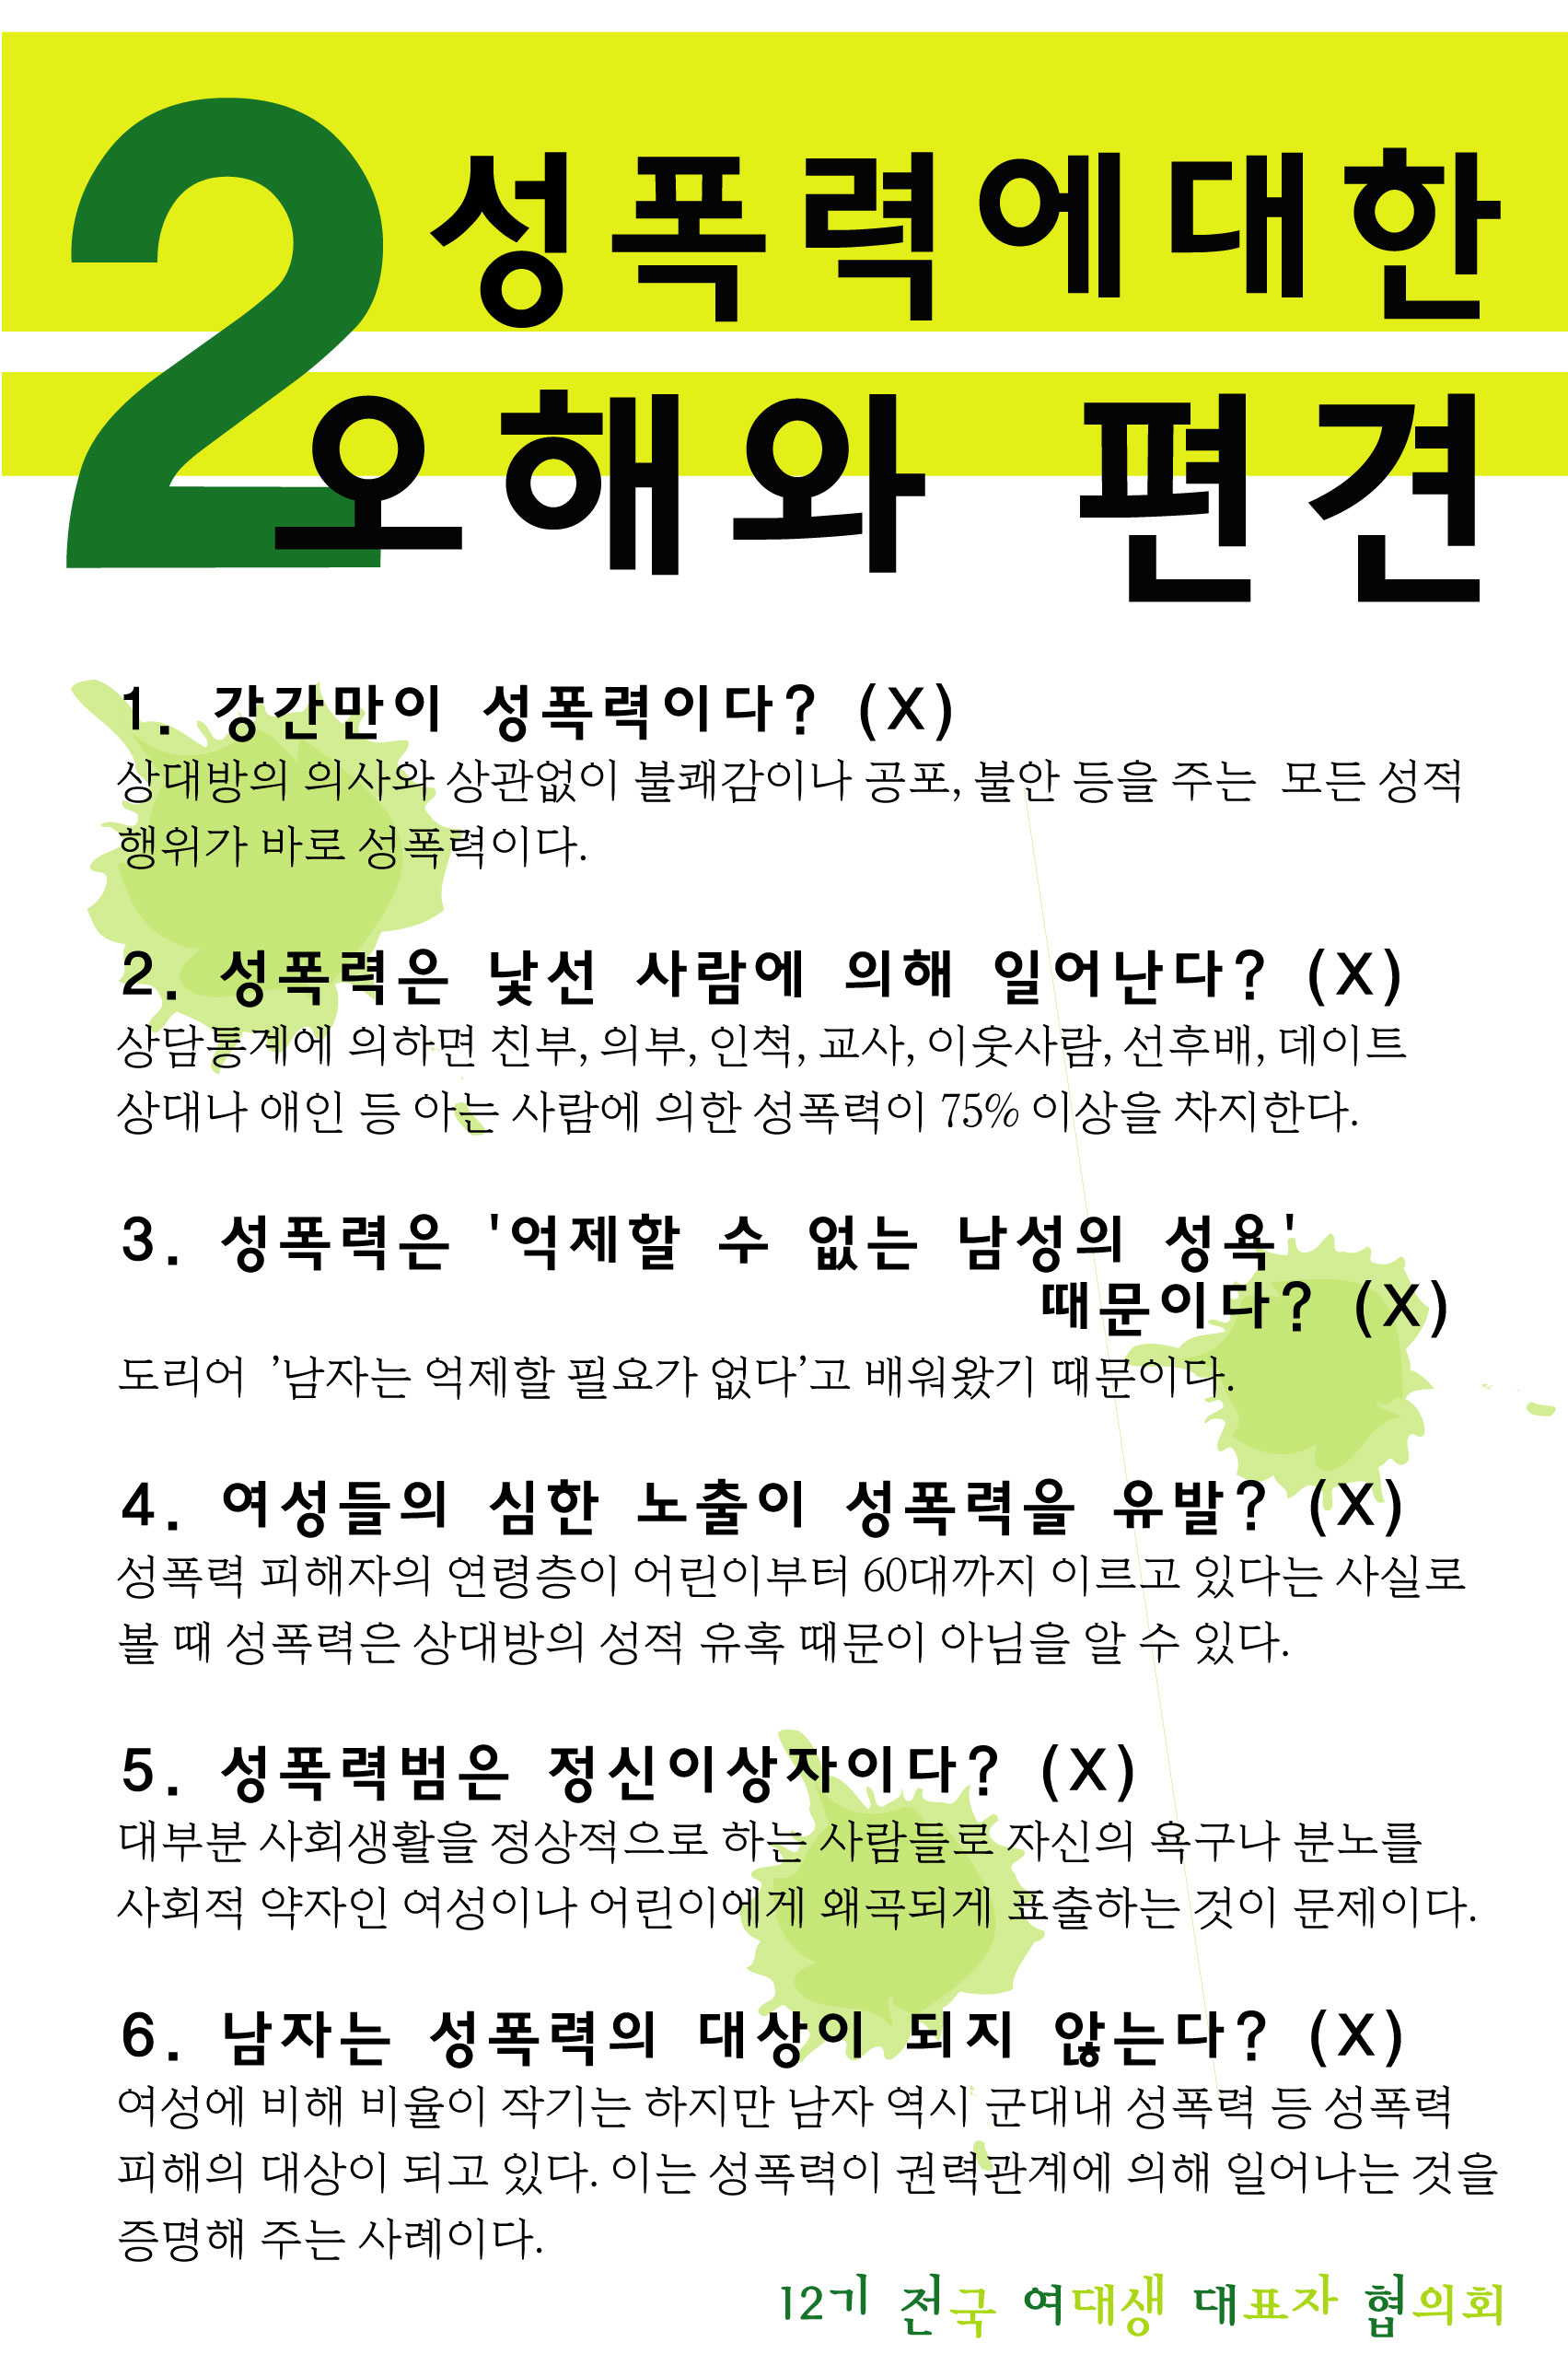 2
성폭력에대한
오해와 편견
1. 강간만이 성폭력이다? (X)
상대방의 의사와 상관없이 불쾌감이나 공포, 불안 등을 주는 모든 성적
행위가 바로 성폭력이다.
2. 성폭력은 낯선 사람에 의해 일어난다? (X)
상담통계에 의하면 친부, 의부, 인척, 교사, 이웃사람, 선후배, 데이트
상대나 애인 등 아는 사람에 의한 성폭력이 75% 이상을 차지한다.
3. 성폭력은 '억제할 수 없는 남성의 성욕'
때문이다? (X)
도리어 ’남자는 억제할 필요가 없다’고 배워왔기 때문이다.
4. 여성들의 심한 노출이 성폭력을 유발? (X)
성폭력 피해자의 연령층이 어린이부터 60대까지 이르고 있다는 사실로
볼 때 성폭력은 상대방의 성적 유혹 때문이 아님을 알 수 있다.
5. 성폭력범은 정신이상자이다? (X)
대부분 사회생활을 정상적으로 하는 사람들로 자신의 욕구나 분노를
사회적 약자인 여성이나 어린이에게 왜곡되게 표출하는 것이 문제이다.
6. 남자는 성폭력의 대상이 되지 않는다? (X)
여성에 비해 비율이 작기는 하지만 남자 역시 군대내 성폭력 등 성폭력
피해의 대상이 되고 있다. 이는 성폭력이 권력관계에 의해 일어나는 것을
증명해 주는 사례이다.
12기 전국 여대생 대표자 협의회